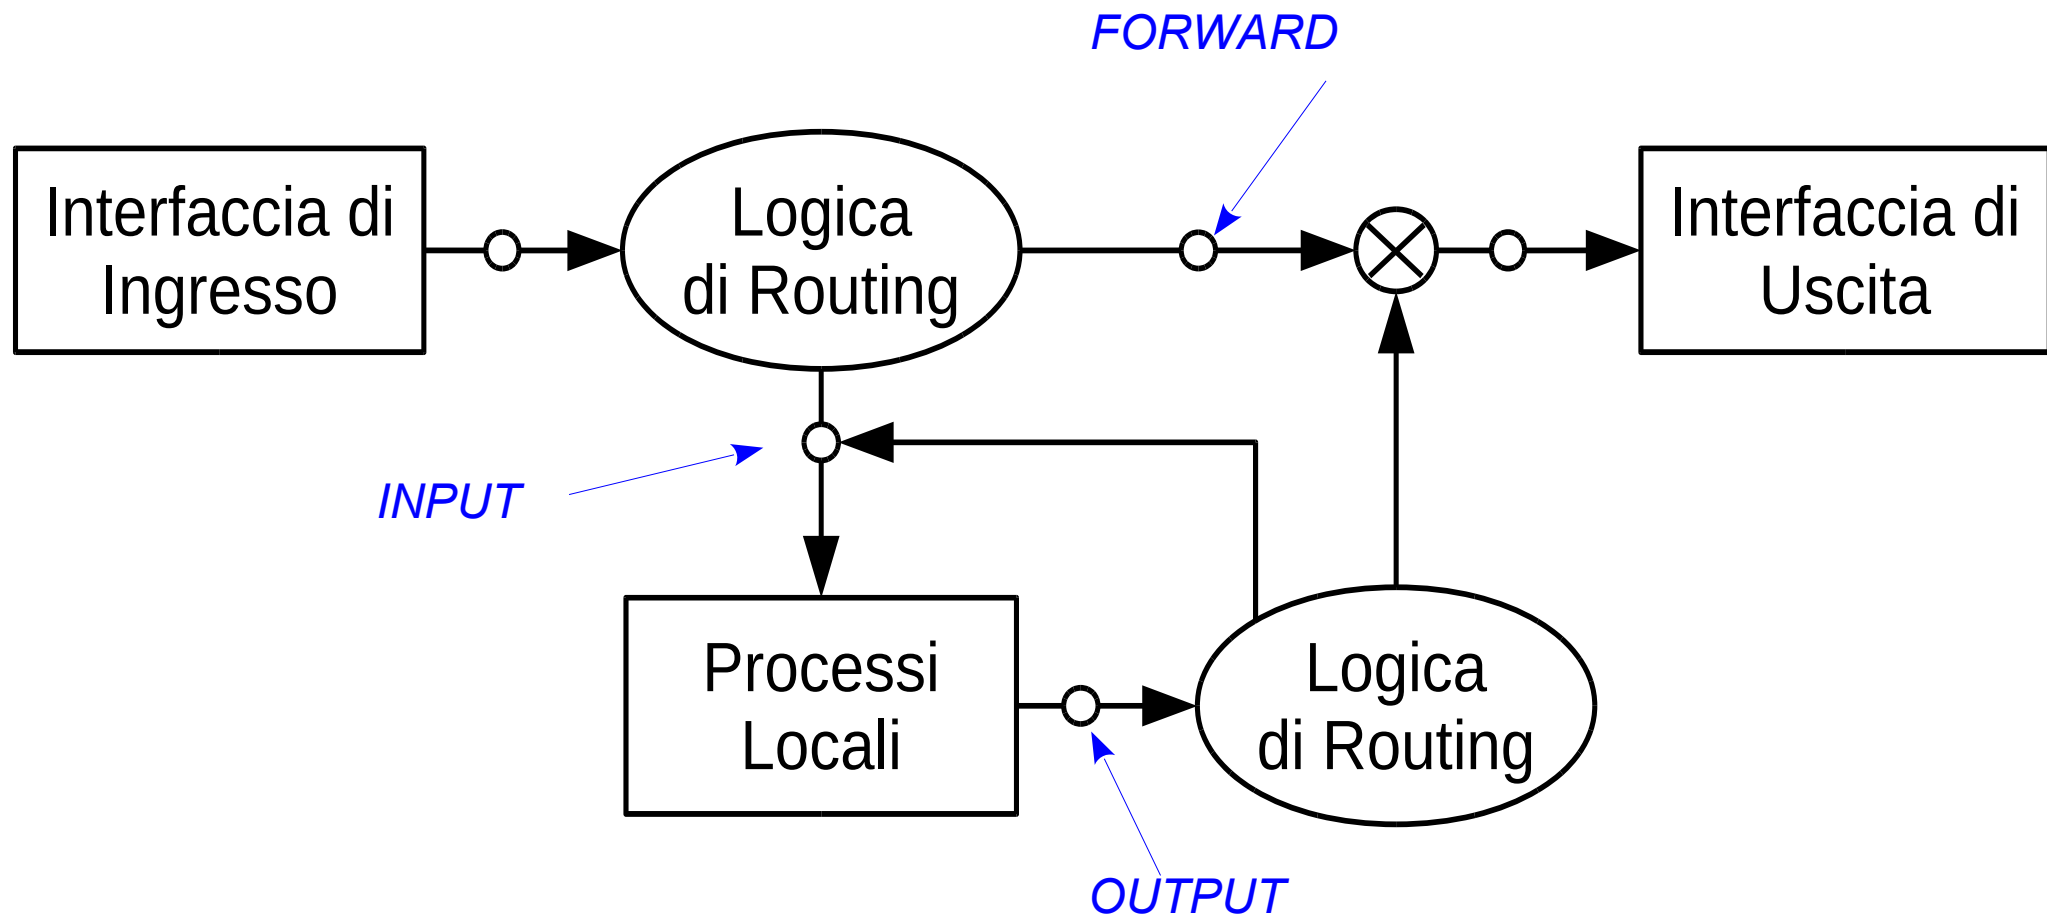 FORWARD
Interfaccia di
Ingresso
Logica
di Routing
Interfaccia di
Uscita
INPUT
Processi
Locali
Logica
di Routing
OUTPUT